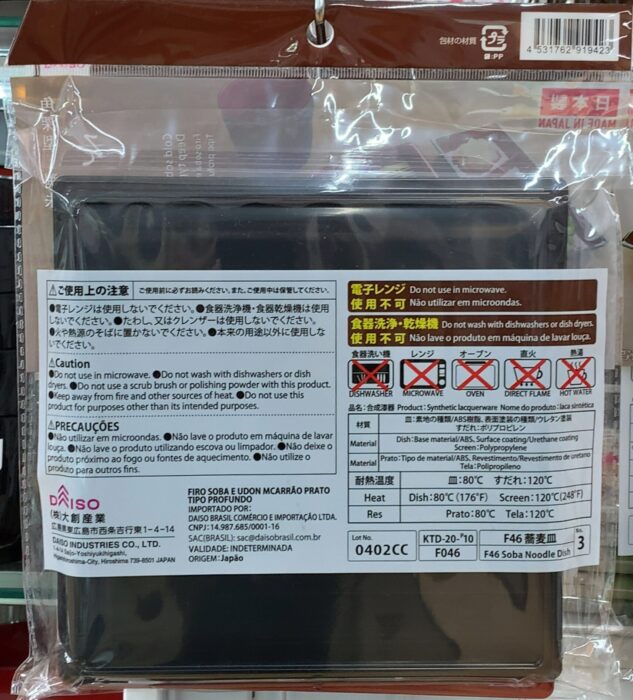 包材の材質
プラ
袋:PP
4 531762 919423
日本製
MADE IN JAPAN
⚠ご使用上の注意 ご使用前に必ずお読みください。また、ご使用中は保管してください。
●電子レンジは使用しないでください。●食器洗浄機・食器乾燥機は使用
しないでください。●たわし、又はクレンザーは使用しないでください。
●火や熱源のそばに置かないでください。●本来の用途以外に使用しな
いでください。
⚠Caution
●Do not use in microwave. ●Do not wash with dishwashers or dish
dryers. ●Do not use a scrub brush or polishing powder with this product.
●Keep away from fire and other sources of heat. ●Do not use this
product for purposes other than its intended purposes.
⚠PRECAUÇÕES
●Não utilizar em microondas. ●Não lave o produto em máquina de lavar
louça. ●Não lave o produto utilizando escova ou limpador. ●Não deixe o
produto próximo ao fogo ou fontes de aquecimento. ●Não utilize o
produto para outros fins.
電子レンジ Do not use in microwave.
使用不可 Não utilizar em microondas.
食器洗浄・乾燥機 Do not wash with dishwashers or dish dryers.
使用不可 Não lave o produto em máquina de lavar louça.
食器洗い機 レンジ オーブン 直火 熱湯
DISHWASHER MICROWAVE OVEN DIRECT FLAME HOT WATER
品名:合成漆器 Product:Synthetic lacquerware Nome do produto:laca sintética
材質 皿:素地の種類/ABS樹脂、表面塗装の種類/ウレタン塗装
すだれ:ポリプロピレン
Material Dish:Base material/ABS, Surface coating/Urethane coating
Screen:Polypropylene
Material Prato:Tipo de material/ABS, Revestimento/Revestimento de uretano
Tela:Polipropileno
耐熱温度 皿:80℃ すだれ:120℃
Heat Dish:80℃ (176°F) Screen:120℃(248°F)
Res Prato:80℃ Tela:120℃
DAISO
(株)大創産業
広島県東広島市西条吉行東1-4-14
DAISO INDUSTRIES CO., LTD.
1-4-14 Saijo-Yoshiyukihigashi,
Higashihiroshima-City, Hiroshima 739-8501 JAPAN
FIRO SOBA E UDON MCARRÃO PRATO
TIPO PROFUNDO
IMPORTADO POR:
DAISO BRASIL COMÉRCIO E IMPORTAÇÃO LTDA.
CNPJ:14.987.685/0001-16
SAC(BRASIL): sac@daisobrasil.com.br
VALIDADE: INDETERMINADA
ORIGEM: Japão
Lot No.
0402CC
KTD-20-'P10
F046
F46 蕎麦皿
F46 Soba Noodle Dish
No.
3